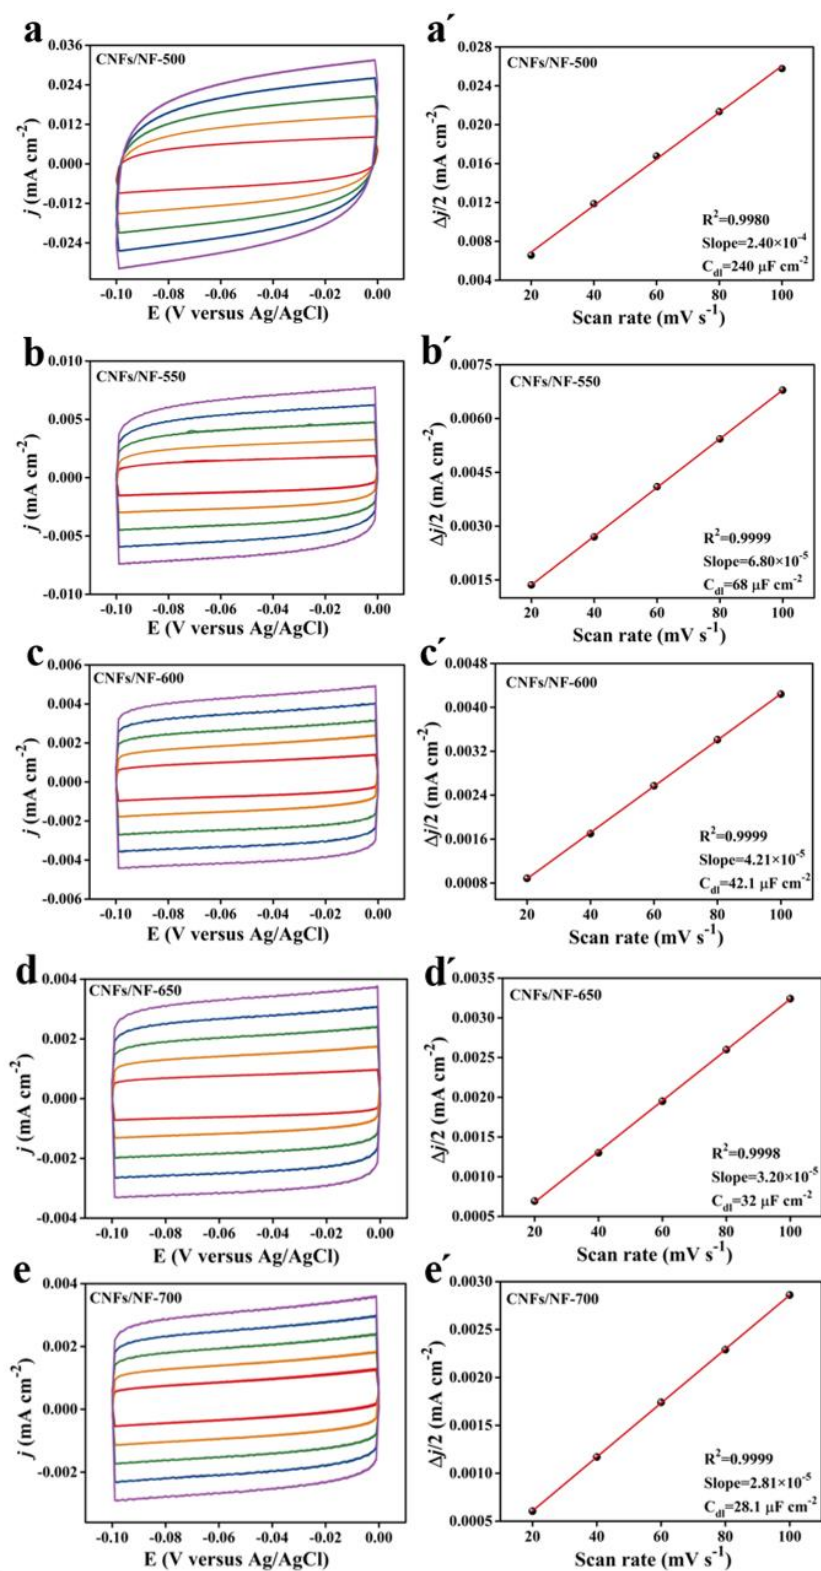 a
CNFs/NF-500
0.036
0.024
0.012
0.000
-0.012
-0.024
j (mA cm⁻²)
-0.10 -0.08 -0.06 -0.04 -0.02 0.00
E (V versus Ag/AgCl)
a´
CNFs/NF-500
0.028
0.024
0.020
0.016
0.012
0.008
0.004
Δj/2 (mA cm⁻²)
R²=0.9980
Slope=2.40×10⁻⁴
Cdl=240 μF cm⁻²
20 40 60 80 100
Scan rate (mV s⁻¹)
b
CNFs/NF-550
0.010
0.005
0.000
-0.005
-0.010
j (mA cm⁻²)
-0.10 -0.08 -0.06 -0.04 -0.02 0.00
E (V versus Ag/AgCl)
b´
CNFs/NF-550
0.0075
0.0060
0.0045
0.0030
0.0015
Δj/2 (mA cm⁻²)
R²=0.9999
Slope=6.80×10⁻⁵
Cdl=68 μF cm⁻²
20 40 60 80 100
Scan rate (mV s⁻¹)
c
CNFs/NF-600
0.006
0.004
0.002
0.000
-0.002
-0.004
-0.006
j (mA cm⁻²)
-0.10 -0.08 -0.06 -0.04 -0.02 0.00
E (V versus Ag/AgCl)
c´
CNFs/NF-600
0.0048
0.0040
0.0032
0.0024
0.0016
0.0008
Δj/2 (mA cm⁻²)
R²=0.9999
Slope=4.21×10⁻⁵
Cdl=42.1 μF cm⁻²
20 40 60 80 100
Scan rate (mV s⁻¹)
d
CNFs/NF-650
0.004
0.002
0.000
-0.002
-0.004
j (mA cm⁻²)
-0.10 -0.08 -0.06 -0.04 -0.02 0.00
E (V versus Ag/AgCl)
d´
CNFs/NF-650
0.0035
0.0030
0.0025
0.0020
0.0015
0.0010
0.0005
Δj/2 (mA cm⁻²)
R²=0.9998
Slope=3.20×10⁻⁵
Cdl=32 μF cm⁻²
20 40 60 80 100
Scan rate (mV s⁻¹)
e
CNFs/NF-700
0.004
0.002
0.000
-0.002
j (mA cm⁻²)
-0.10 -0.08 -0.06 -0.04 -0.02 0.00
E (V versus Ag/AgCl)
e´
CNFs/NF-700
0.0030
0.0025
0.0020
0.0015
0.0010
0.0005
Δj/2 (mA cm⁻²)
R²=0.9999
Slope=2.81×10⁻⁵
Cdl=28.1 μF cm⁻²
20 40 60 80 100
Scan rate (mV s⁻¹)